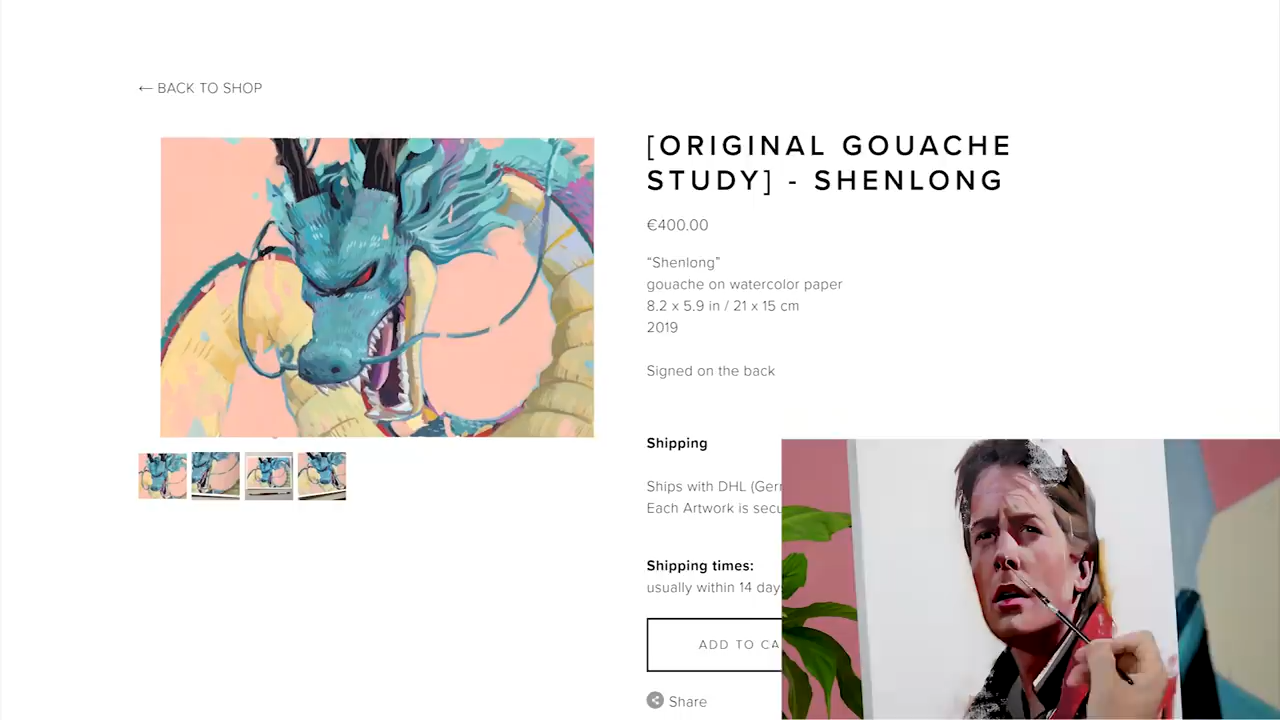 ← BACK TO SHOP
[ORIGINAL GOUACHE
STUDY] - SHENLONG
€400.00
“Shenlong”
gouache on watercolor paper
8.2 x 5.9 in / 21 x 15 cm
2019
Signed on the back
Shipping
Ships with DHL
Each Artwork is
Shipping times:
usually within 14
ADD TO
Share